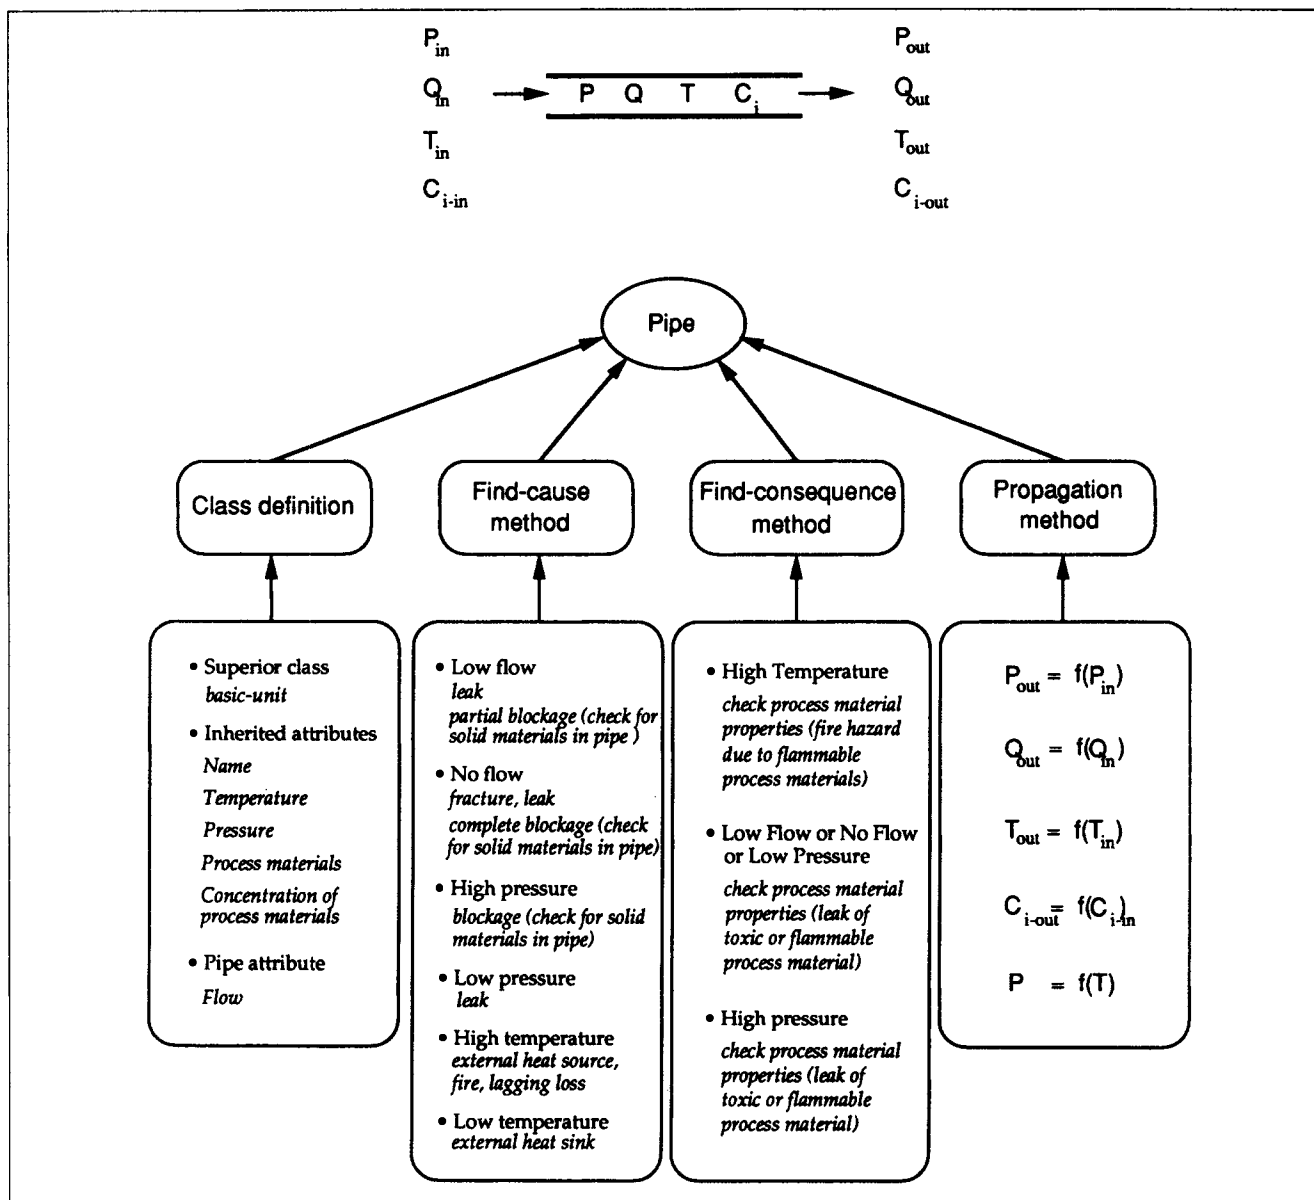 P_in
P_out
Q_in
P Q T C_i
Q_out
T_in
T_out
C_i-in
C_i-out
Pipe
Class definition
Find-cause
method
Find-consequence
method
Propagation
method
• Superior class
basic-unit
• Inherited attributes
Name
Temperature
Pressure
Process materials
Concentration of
process materials
• Pipe attribute
Flow
• Low flow
leak
partial blockage (check for
solid materials in pipe )
• No flow
fracture, leak
complete blockage (check
for solid materials in pipe)
• High pressure
blockage (check for solid
materials in pipe)
• Low pressure
leak
• High temperature
external heat source,
fire, lagging loss
• Low temperature
external heat sink
• High Temperature
check process material
properties (fire hazard
due to flammable
process materials)
• Low Flow or No Flow
or Low Pressure
check process material
properties (leak of
toxic or flammable
process material)
• High pressure
check process material
properties (leak of
toxic or flammable
process material)
P_out = f(P_in)
Q_out = f(Q_in)
T_out = f(T_in)
C_i-out = f(C_i)-in
P = f(T)